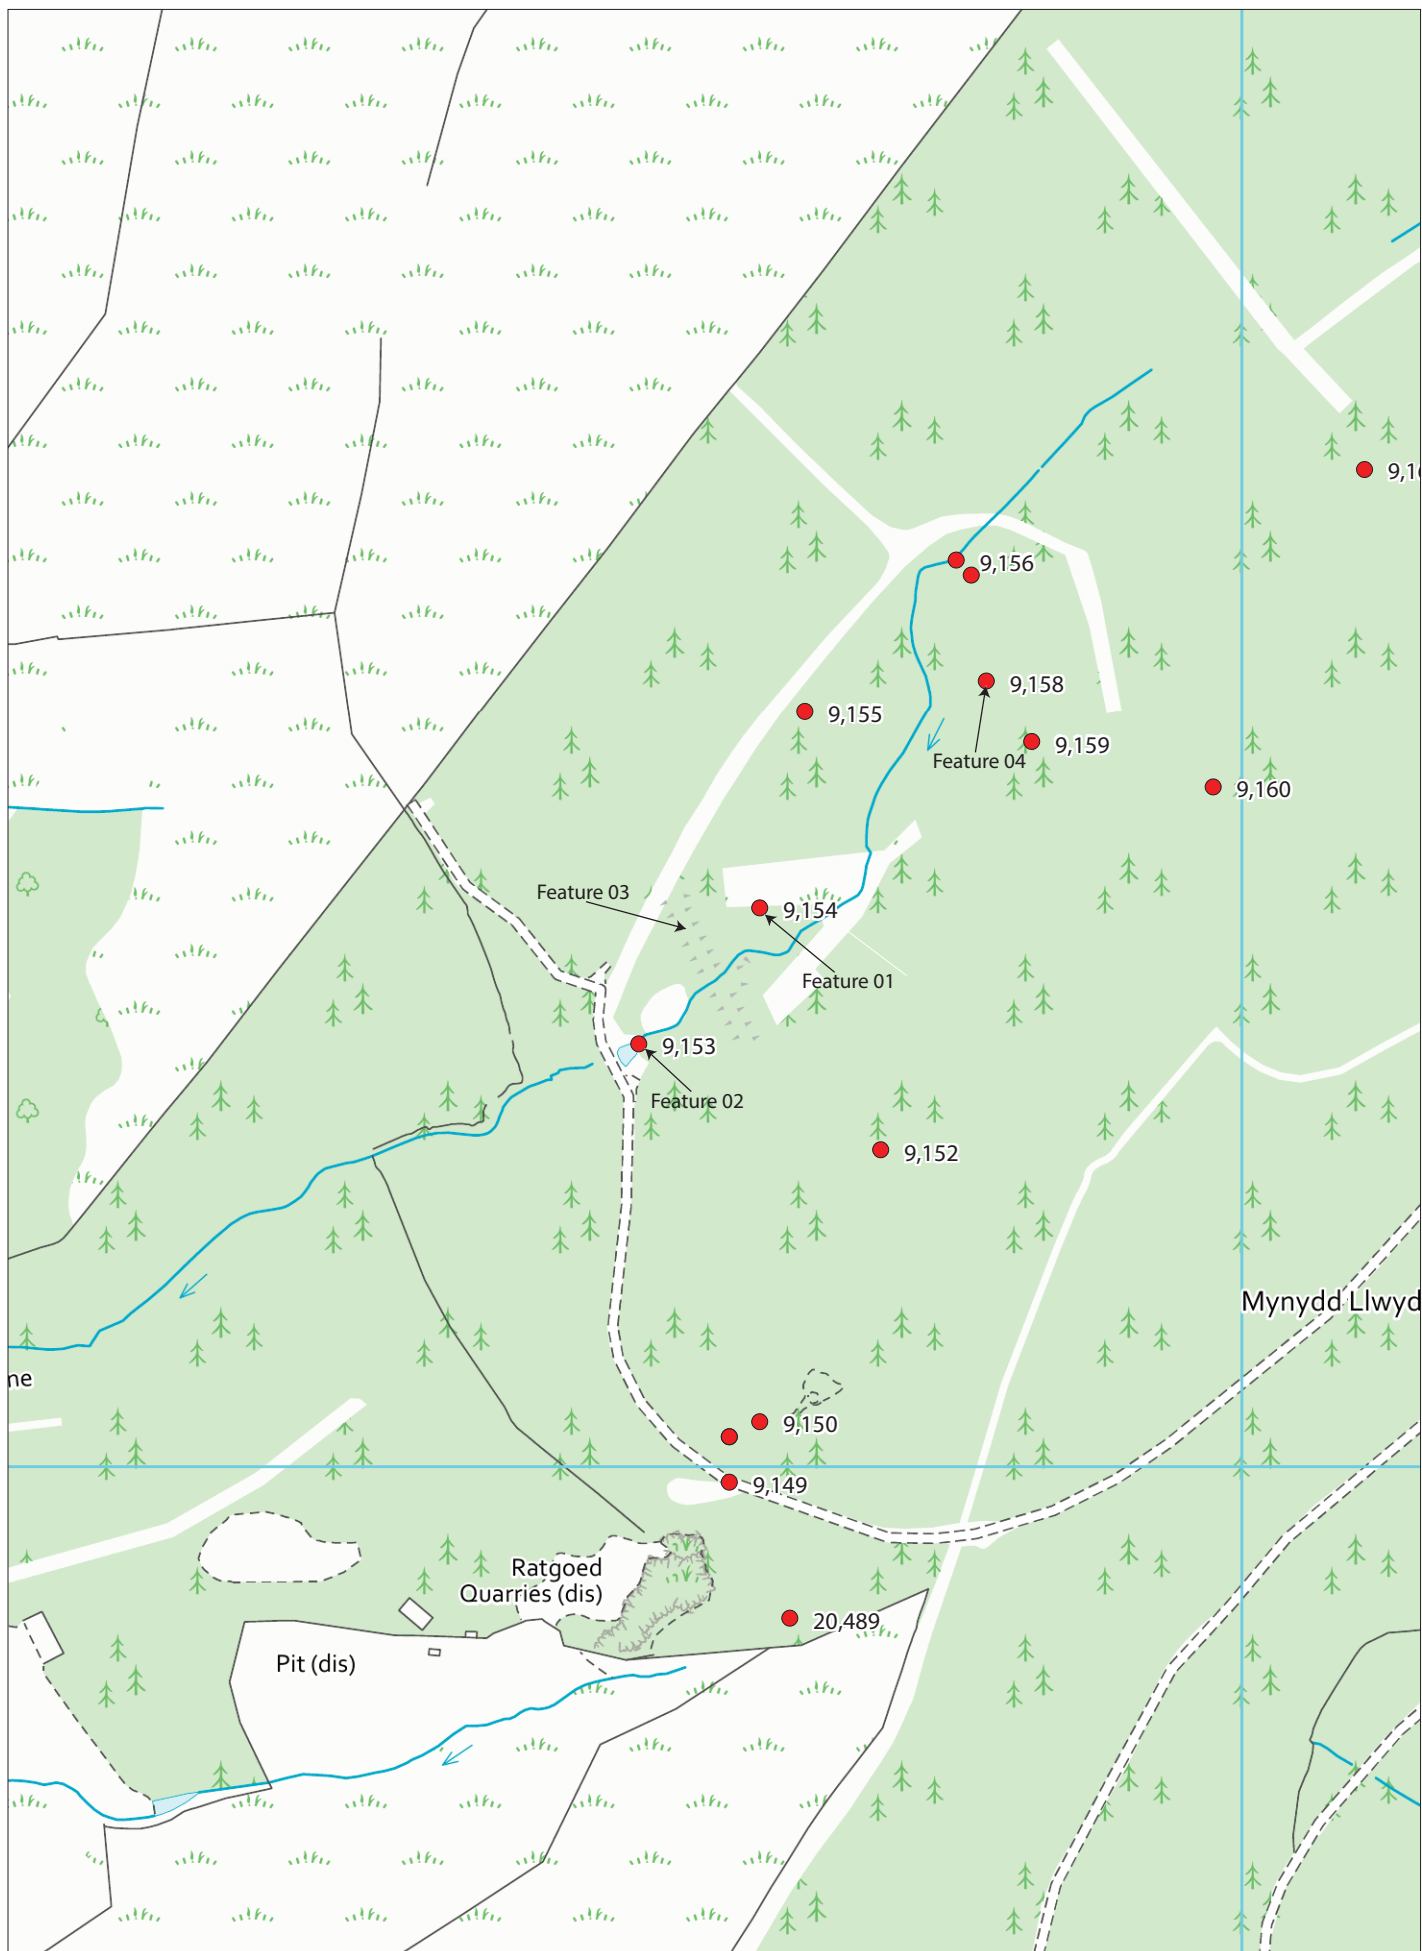 9,16
9,156
9,158
9,155
9,159
Feature 04
9,160
Feature 03
9,154
Feature 01
9,153
Feature 02
9,152
Mynydd Llwyd
ne
9,150
9,149
Ratgoed
Quarries (dis)
20,489
Pit (dis)